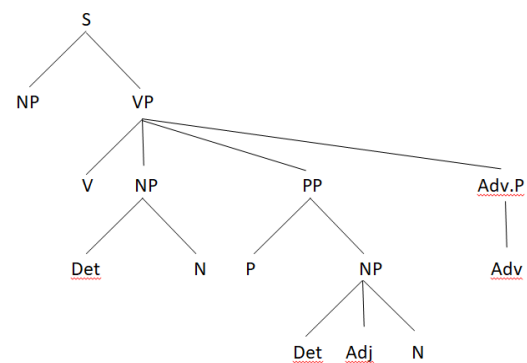 S
NP VP
V NP PP Adv.P
Det N P NP Adv
Det Adj N